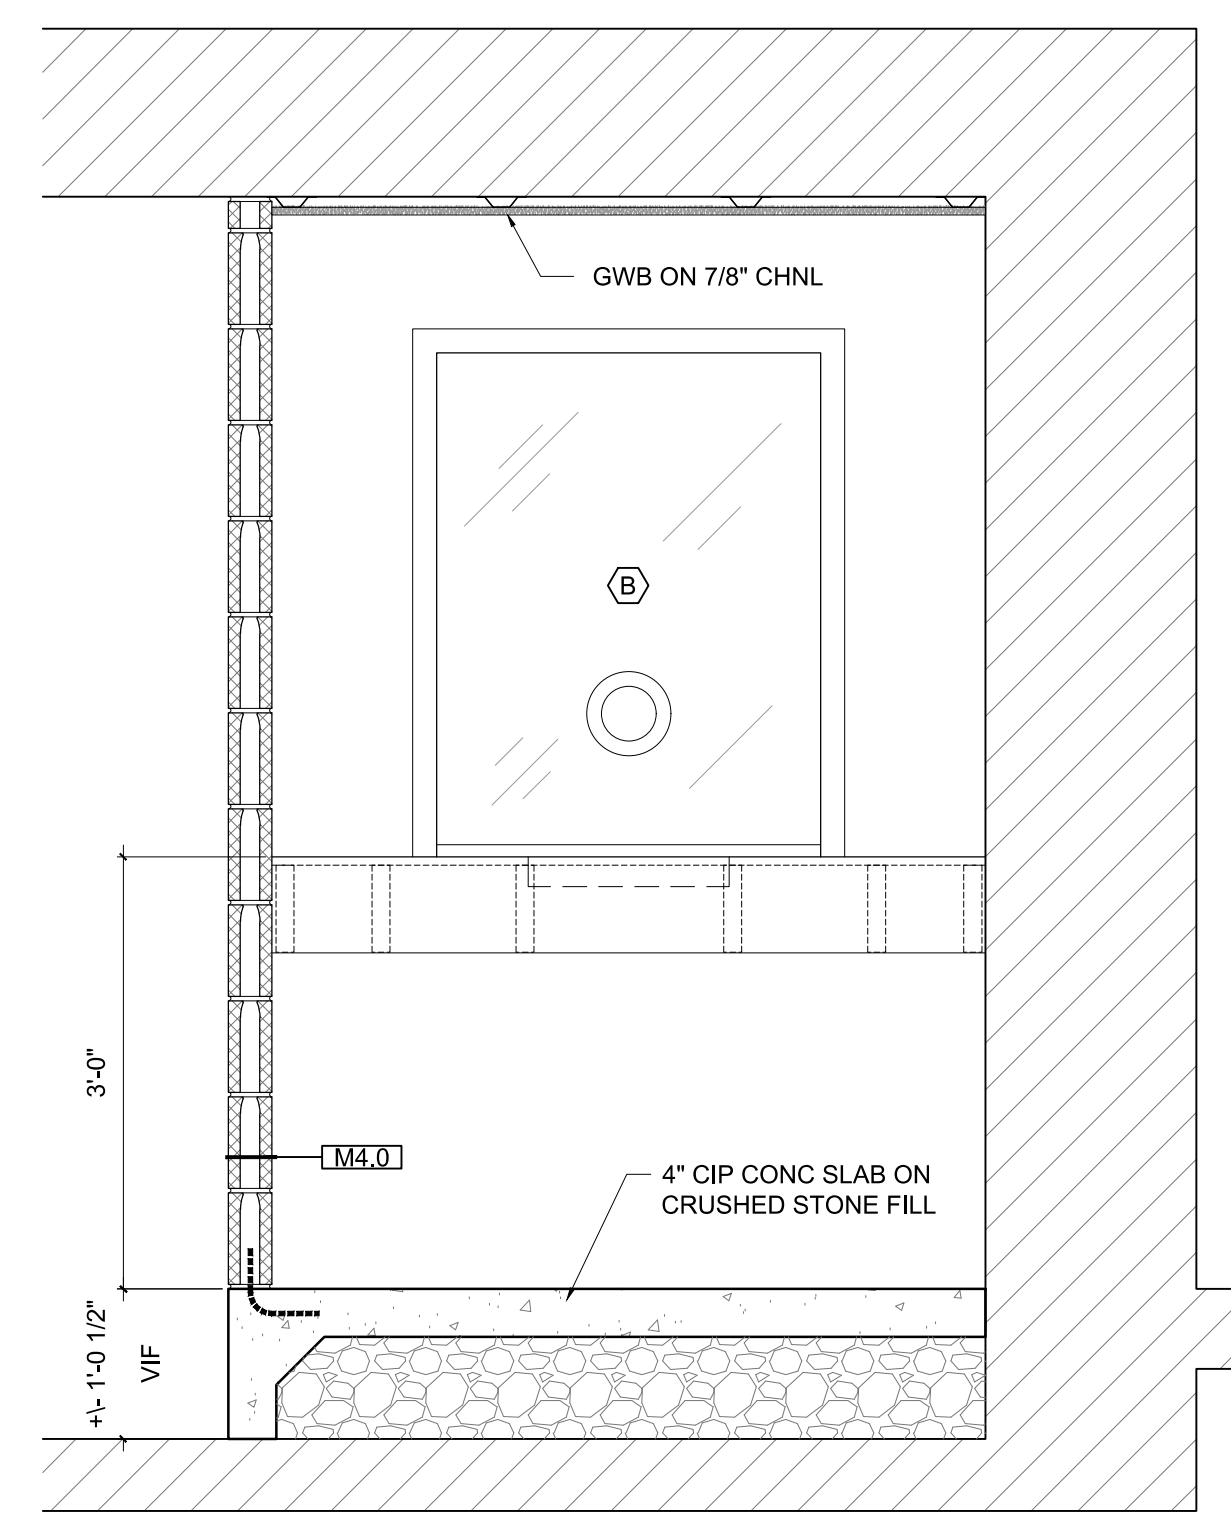 GWB ON 7/8" CHNL
B
3'-0"
M4.0
4" CIP CONC SLAB ON
CRUSHED STONE FILL
+\- 1'-0 1/2"
VIF